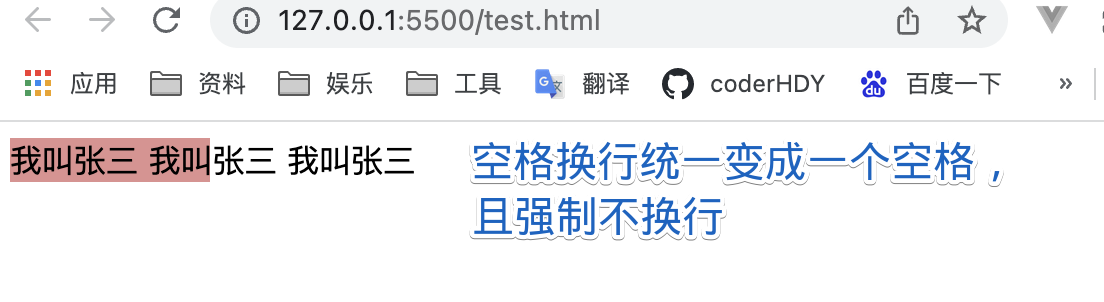 127.0.0.1:5500/test.html
应用 资料 娱乐 工具 翻译 coderHDY du 百度一下 »
我叫张三 我叫张三 我叫张三
空格换行统一变成一个空格，
且强制不换行